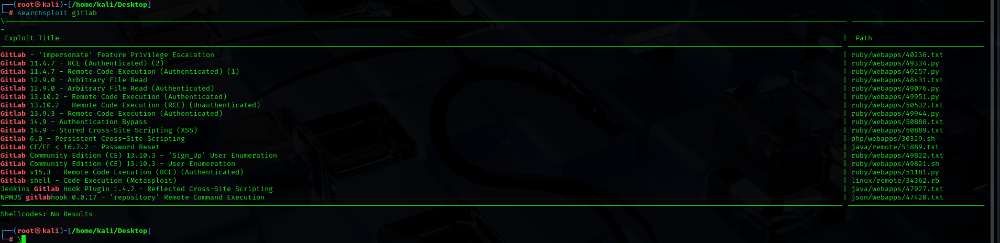 ┌──(root㉿kali)-[/home/kali/Desktop]
└─# searchsploit gitlab
\
-
Exploit Title | Path
GitLab - 'impersonate' Feature Privilege Escalation | ruby/webapps/40236.txt
GitLab 11.4.7 - RCE (Authenticated) (2) | ruby/webapps/49334.py
GitLab 11.4.7 - Remote Code Execution (Authenticated) (1) | ruby/webapps/49257.py
GitLab 12.9.0 - Arbitrary File Read | ruby/webapps/48431.txt
Gitlab 12.9.0 - Arbitrary File Read (Authenticated) | ruby/webapps/49076.py
Gitlab 13.10.2 - Remote Code Execution (Authenticated) | ruby/webapps/49951.py
GitLab 13.10.2 - Remote Code Execution (RCE) (Unauthenticated) | ruby/webapps/50532.txt
Gitlab 13.9.3 - Remote Code Execution (Authenticated) | ruby/webapps/49944.py
Gitlab 14.9 - Authentication Bypass | ruby/webapps/50888.txt
GitLab 14.9 - Stored Cross-Site Scripting (XSS) | ruby/webapps/50889.txt
Gitlab 6.0 - Persistent Cross-Site Scripting | php/webapps/30329.sh
GitLab CE/EE < 16.7.2 - Password Reset | java/remote/51889.txt
GitLab Community Edition (CE) 13.10.3 - 'Sign_Up' User Enumeration | ruby/webapps/49822.txt
GitLab Community Edition (CE) 13.10.3 - User Enumeration | ruby/webapps/49821.sh
GitLab v15.3 - Remote Code Execution (RCE) (Authenticated) | ruby/webapps/51181.py
Gitlab-shell - Code Execution (Metasploit) | linux/remote/34362.rb
Jenkins Gitlab Hook Plugin 1.4.2 - Reflected Cross-Site Scripting | java/webapps/47927.txt
NPMJS gitlabhook 0.0.17 - 'repository' Remote Command Execution | json/webapps/47420.txt
Shellcodes: No Results
┌──(root㉿kali)-[/home/kali/Desktop]
└─# \